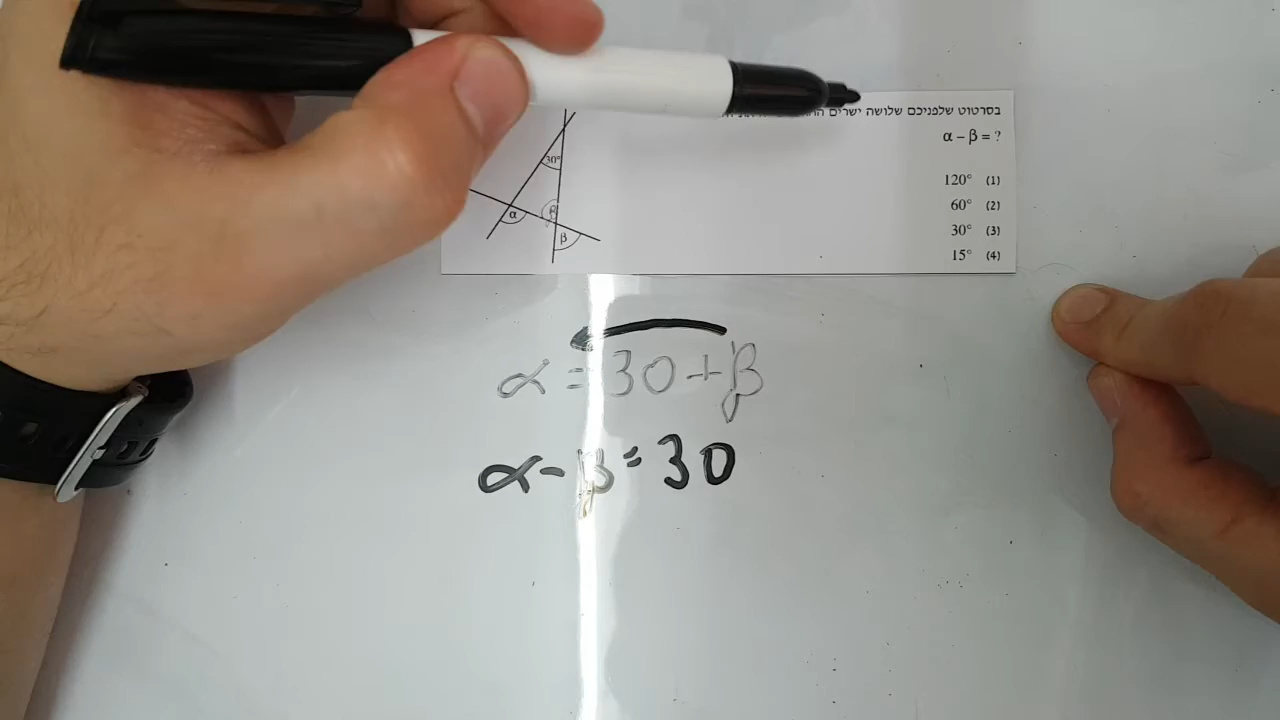 בסרטוט שלפניכם שלושה ישרים
α – β = ?
120° (1)
60° (2)
30° (3)
15° (4)
30°
α
β
β
α = 30 + β
α - β = 30